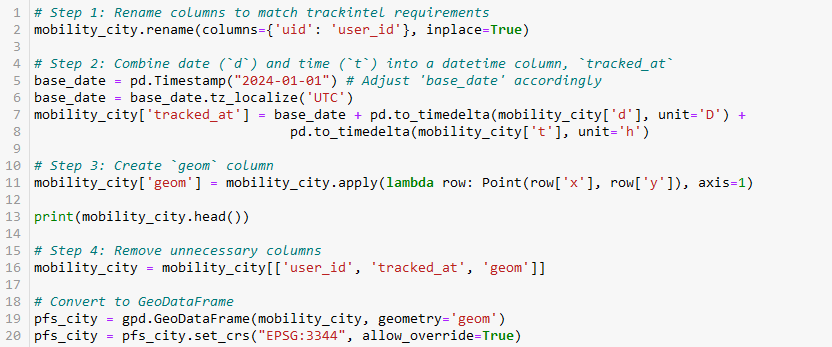 1 # Step 1: Rename columns to match trackintel requirements
2 mobility_city.rename(columns={'uid': 'user_id'}, inplace=True)
3
4 # Step 2: Combine date (`d`) and time (`t`) into a datetime column, `tracked_at`
5 base_date = pd.Timestamp("2024-01-01") # Adjust 'base_date' accordingly
6 base_date = base_date.tz_localize('UTC')
7 mobility_city['tracked_at'] = base_date + pd.to_timedelta(mobility_city['d'], unit='D') +
8                                 pd.to_timedelta(mobility_city['t'], unit='h')
9
10 # Step 3: Create `geom` column
11 mobility_city['geom'] = mobility_city.apply(lambda row: Point(row['x'], row['y']), axis=1)
12
13 print(mobility_city.head())
14
15 # Step 4: Remove unnecessary columns
16 mobility_city = mobility_city[['user_id', 'tracked_at', 'geom']]
17
18 # Convert to GeoDataFrame
19 pfs_city = gpd.GeoDataFrame(mobility_city, geometry='geom')
20 pfs_city = pfs_city.set_crs("EPSG:3344", allow_override=True)